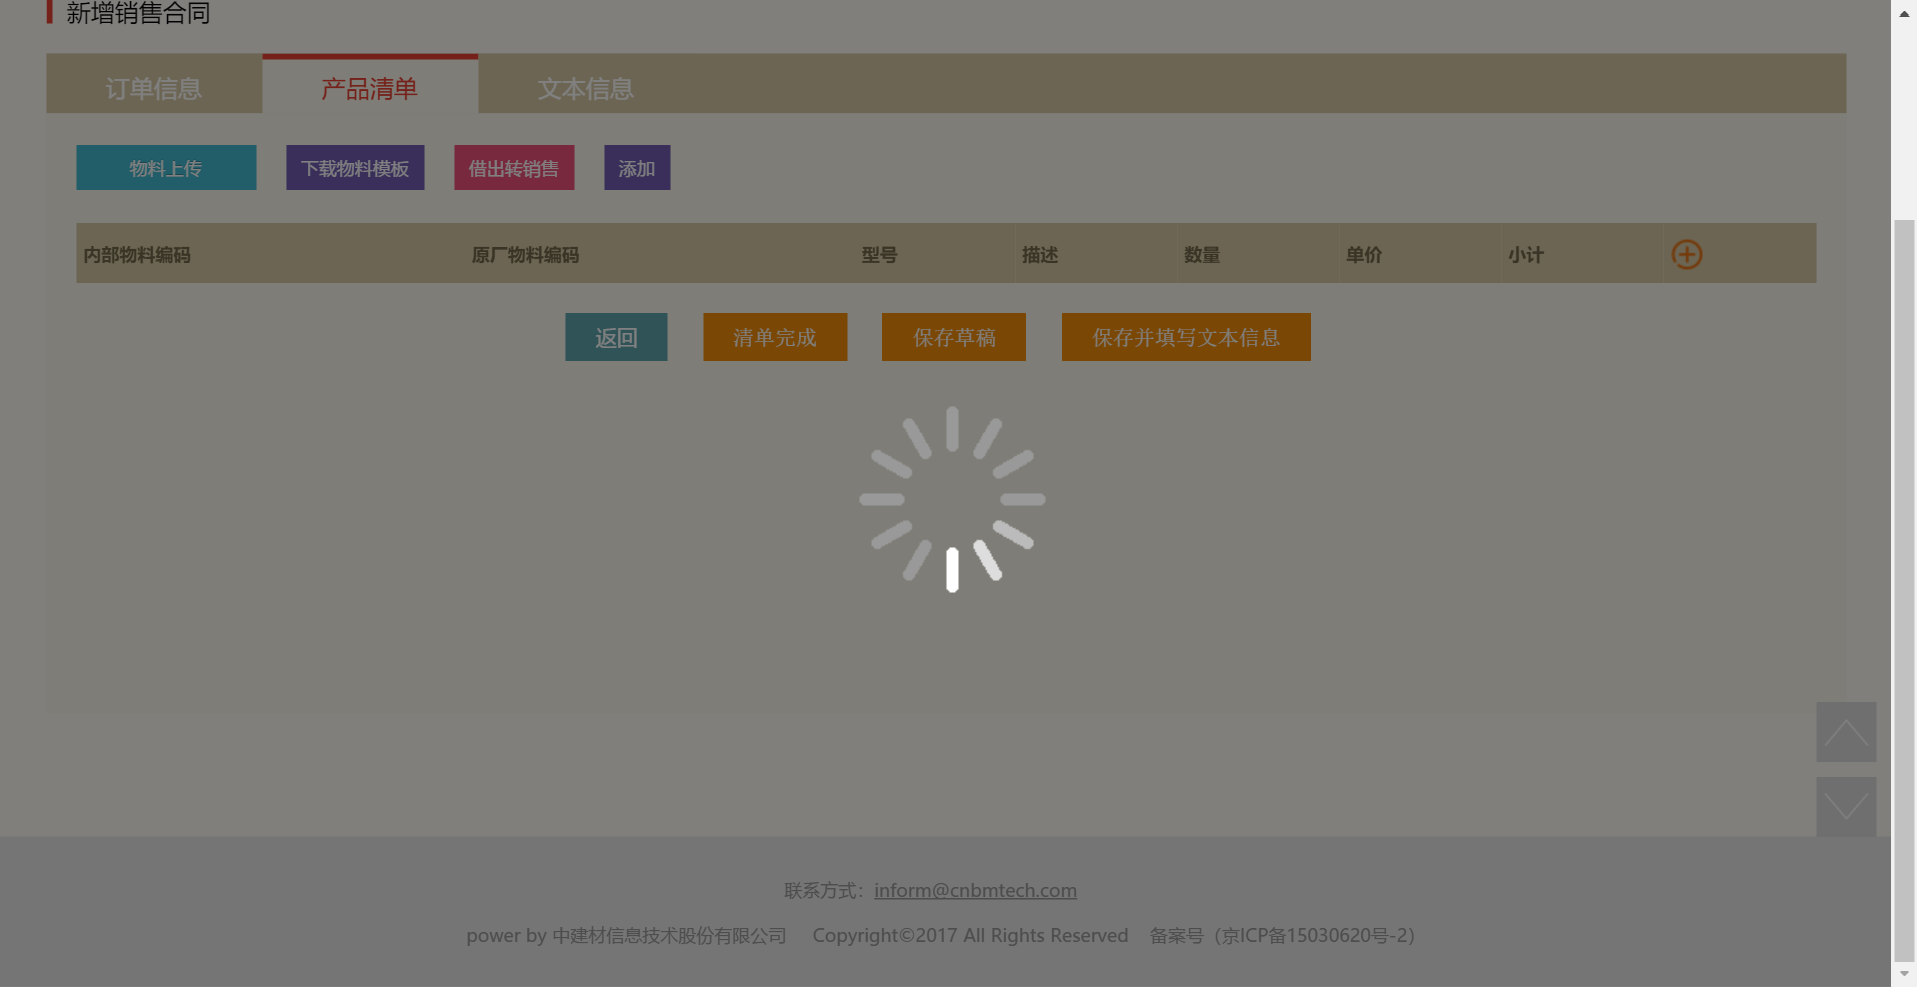 新增销售合同
订单信息 产品清单 文本信息
物料上传 下载物料模板 借出转销售 添加
内部物料编码 原厂物料编码 型号 描述 数量 单价 小计
返回 清单完成 保存草稿 保存并填写文本信息
联系方式：inform@cnbmtech.com
power by 中建材信息技术股份有限公司 Copyright©2017 All Rights Reserved 备案号（京ICP备15030620号-2）